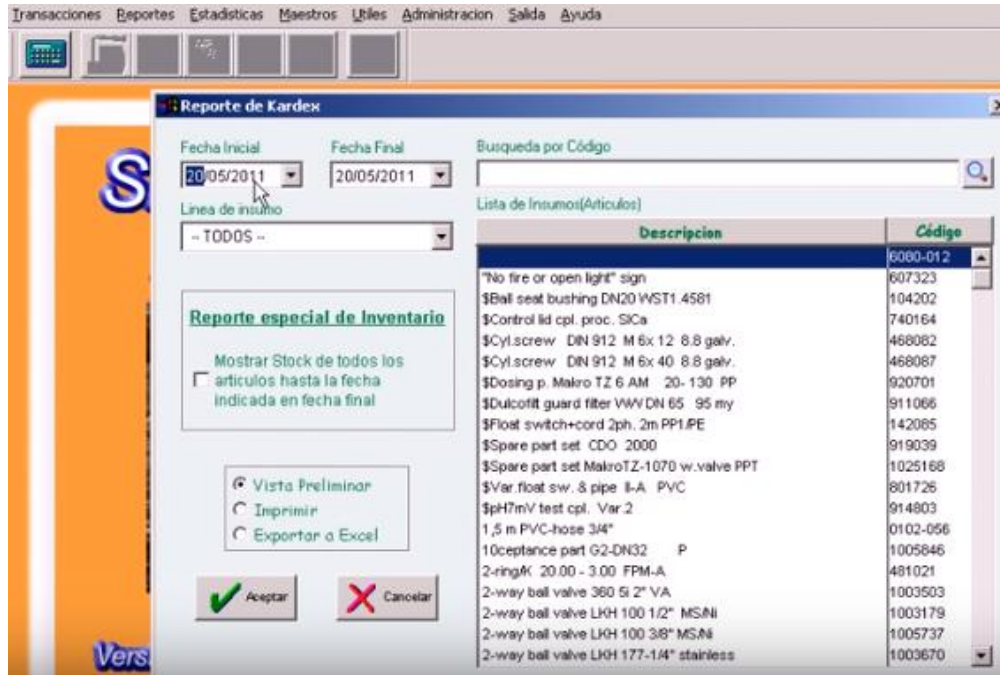 Transacciones Reportes Estadisticas Maestros Utiles Administracion Salida Ayuda
Reporte de Kardex
Fecha Inicial Fecha Final
20/05/2011 20/05/2011
Linea de insumo
-- TODOS --
Reporte especial de Inventario
Mostrar Stock de todos los
articulos hasta la fecha
indicada en fecha final
Vista Preliminar
Imprimir
Exportar a Excel
Aceptar Cancelar
Busqueda por Código
Lista de Insumos(Articulos)
Descripcion Código
6080-012
"No fire or open light" sign 607323
$Ball seat bushing DN20 WST1.4581 104202
$Control lid cpl. proc. SICa 740164
$Cyl.screw DIN 912 M 6x 12 8.8 galv. 468082
$Cyl.screw DIN 912 M 6x 40 8.8 galv. 468087
$Dosing p. Makro TZ 6 AM 20- 130 PP 920701
$Dulcofilt guard filter VWV DN 65 95 my 911066
$Float switch+cord 2ph. 2m PP1/PE 142085
$Spare part set CDO 2000 919039
$Spare part set MakroTZ-1070 w.valve PPT 1025168
$Var.float sw. & pipe II-A PVC 801726
$pH7mV test cpl. Var.2 914803
1,5 m PVC-hose 3/4" 0102-056
10ceptance part G2-DN32 P 1005846
2-ring/K 20.00 - 3.00 FPM-A 481021
2-way ball valve 360 Si 2" VA 1003503
2-way ball valve LKH 100 1/2" MS/Ni 1003179
2-way ball valve LKH 100 3/8" MS/Ni 1005737
2-way ball valve LKH 177-1/4" stainless 1003670
Vers